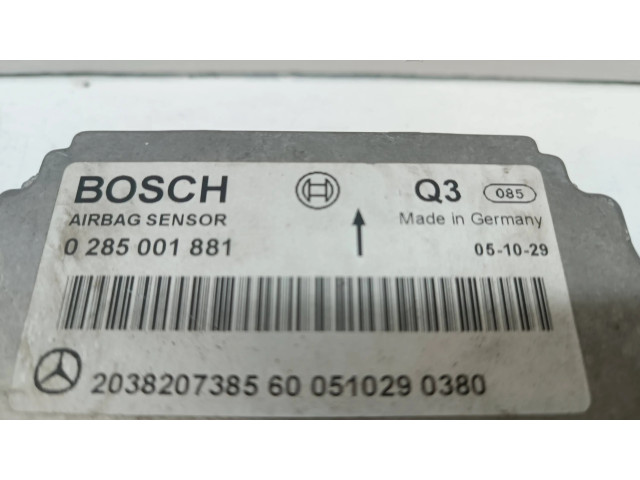 BOSCH Q3 085
AIRBAG SENSOR Made in Germany
0 285 001 881 05-10-29
2038207385 60 051029 0380